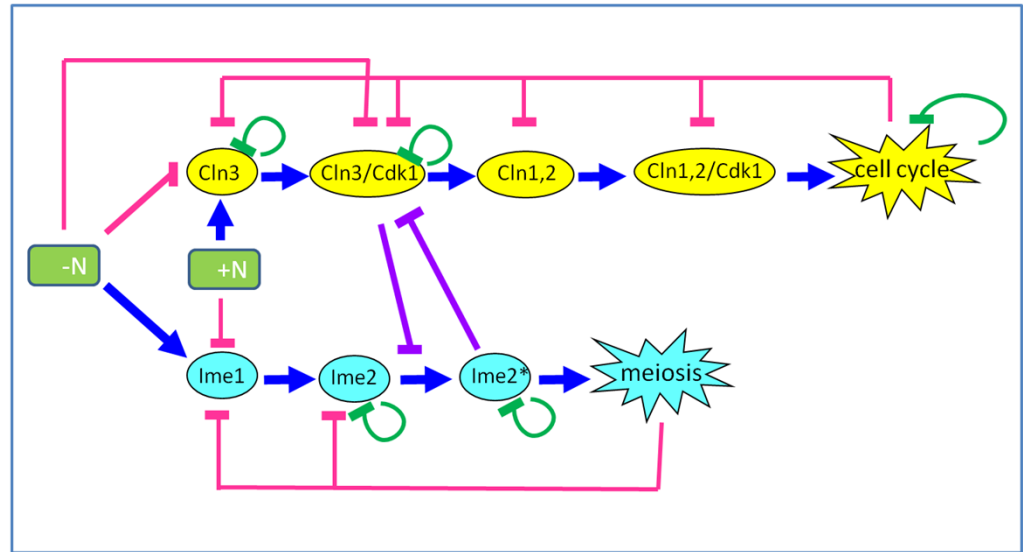 Cln3
Cln3/Cdk1
Cln1,2
Cln1,2/Cdk1
cell cycle
-N
+N
Ime1
Ime2
Ime2*
meiosis